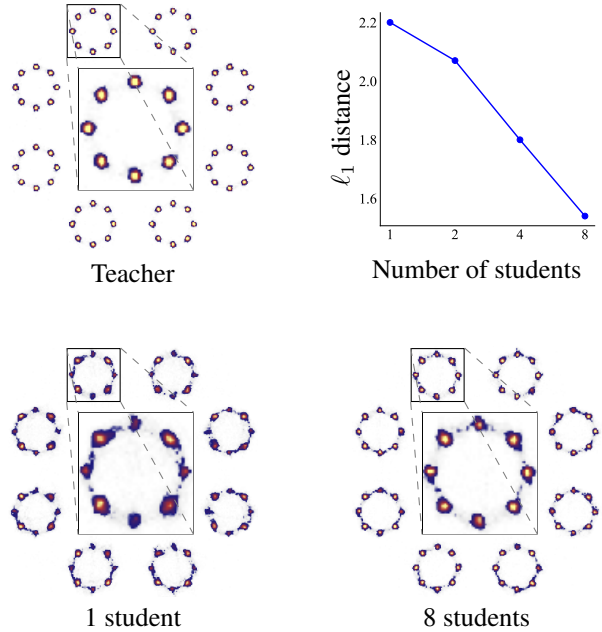 Teacher
2.2
2.0
1.8
1.6
ℓ₁ distance
1 2 4 8
Number of students
1 student
8 students